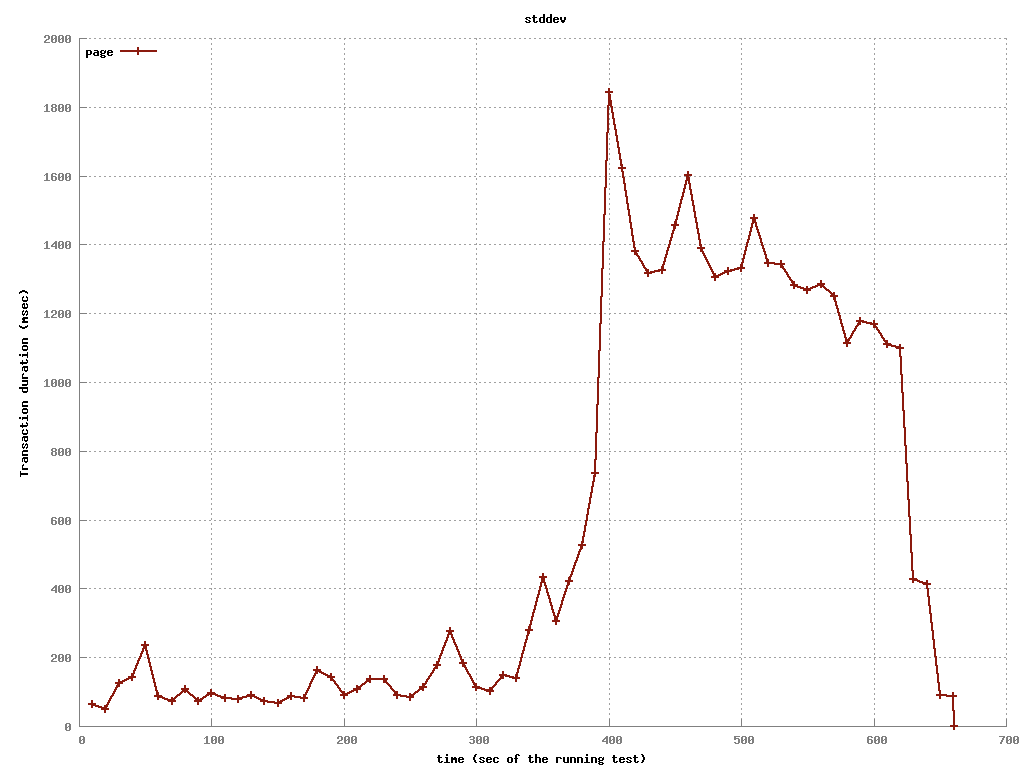 stddev
page
2000
1800
1600
1400
1200
1000
800
600
400
200
0
Transaction duration (msec)
0 100 200 300 400 500 600 700
time (sec of the running test)